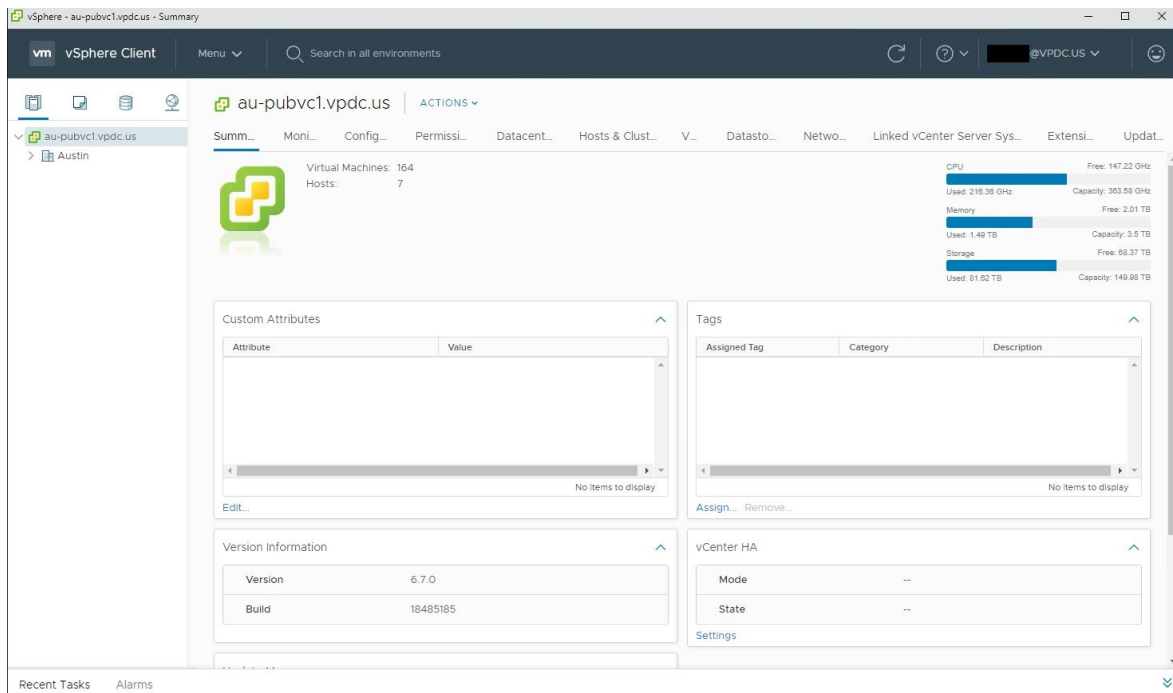 vSphere - au-pubvc1.vpdc.us - Summary
vm vSphere Client Menu Search in all environments @VPDC.US
au-pubvc1.vpdc.us
Austin
au-pubvc1.vpdc.us ACTIONS
Summ... Moni... Config... Permissi... Datacent... Hosts & Clust... V... Datasto... Netwo... Linked vCenter Server Sys... Extensi... Updat...
Virtual Machines: 164
Hosts: 7
CPU Free: 147.22 GHz
Used: 216.36 GHz Capacity: 363.58 GHz
Memory Free: 2.01 TB
Used: 1.49 TB Capacity: 3.5 TB
Storage Free: 68.37 TB
Used: 81.62 TB Capacity: 149.98 TB
Custom Attributes
Attribute Value
No items to display
Edit...
Tags
Assigned Tag Category Description
No items to display
Assign... Remove...
Version Information
Version 6.7.0
Build 18485185
vCenter HA
Mode --
State --
Settings
Recent Tasks Alarms